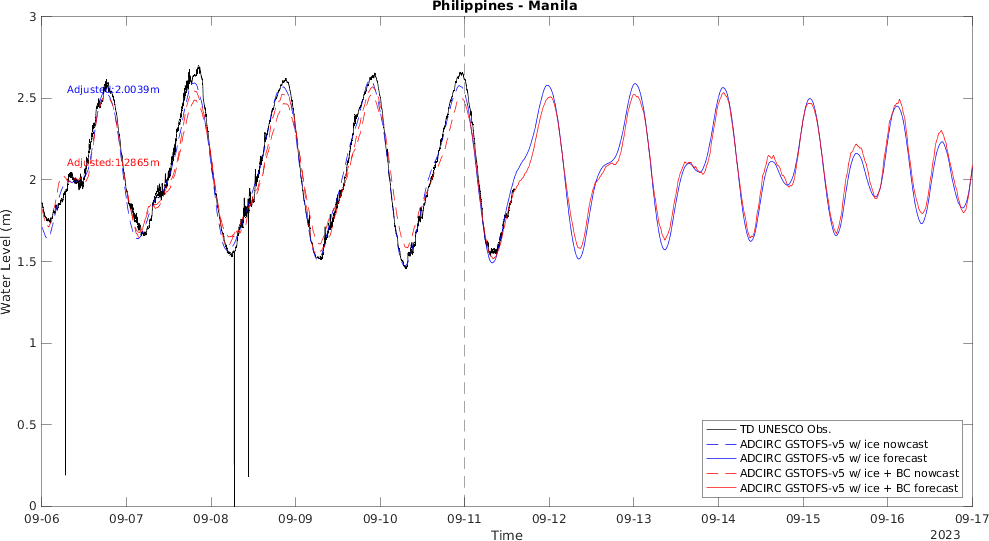 Philippines - Manila
3
2.5
2
1.5
1
0.5
0
Water Level (m)
Adjusted:2.0039m
Adjusted:1.2865m
TD UNESCO Obs.
ADCIRC GSTOFS-v5 w/ ice nowcast
ADCIRC GSTOFS-v5 w/ ice forecast
ADCIRC GSTOFS-v5 w/ ice + BC nowcast
ADCIRC GSTOFS-v5 w/ ice + BC forecast
09-06 09-07 09-08 09-09 09-10 09-11 09-12 09-13 09-14 09-15 09-16 09-17
Time
2023